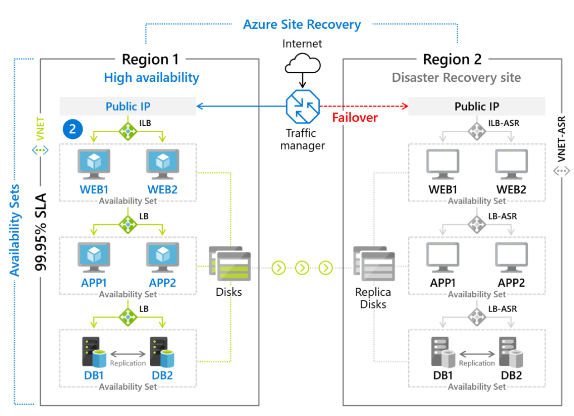 Azure Site Recovery
Internet
Traffic
manager
Failover
Region 1
High availability
Public IP
2
ILB
WEB1
WEB2
Availability Set
LB
APP1
APP2
Availability Set
LB
Replication
DB1
DB2
Availability Set
VNET
99.95% SLA
Availability Sets
Disks
Replica
Disks
Region 2
Disaster Recovery site
Public IP
ILB-ASR
WEB1
WEB2
Availability Set
LB-ASR
APP1
APP2
Availability Set
LB-ASR
Replication
DB1
DB2
Availability Set
VNET-ASR